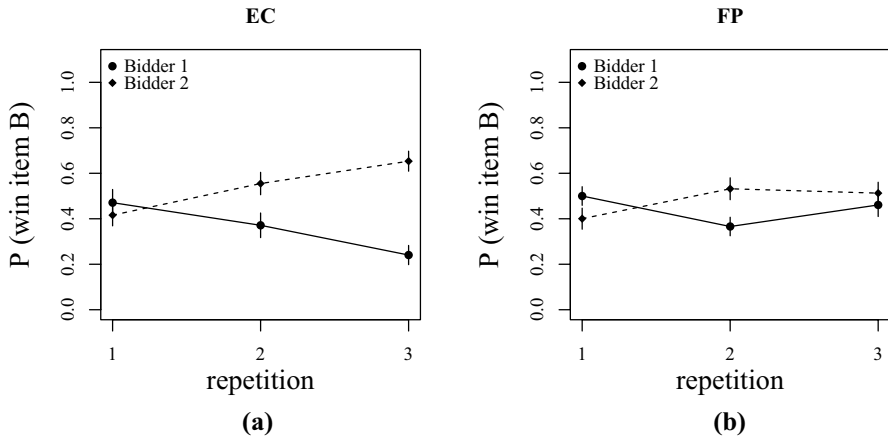 EC
Bidder 1
Bidder 2
P (win item B)
1.0
0.8
0.6
0.4
0.2
0.0
1 2 3
repetition
(a)
FP
Bidder 1
Bidder 2
P (win item B)
1.0
0.8
0.6
0.4
0.2
0.0
1 2 3
repetition
(b)